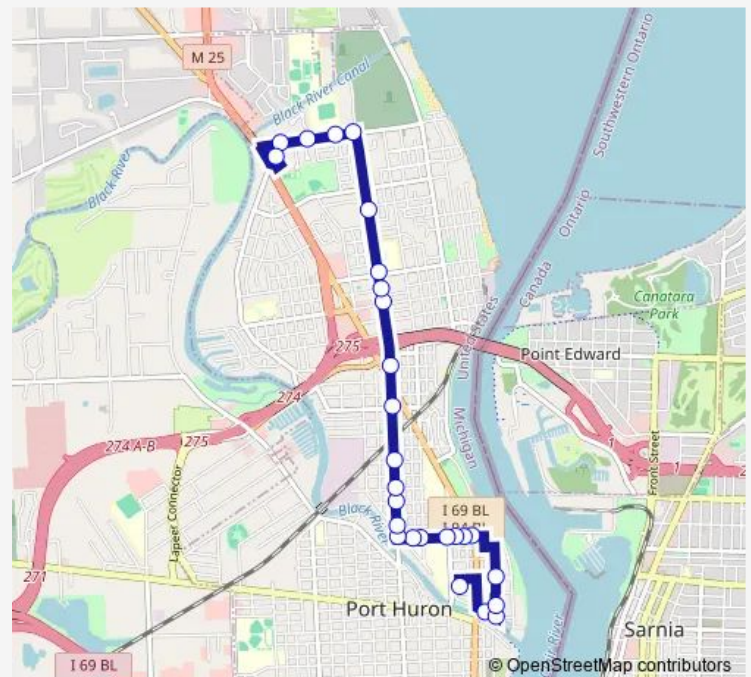 M 25
Black River Canal
Southwestern Ontario
Black River
Ontario
Canada
United States
Canatara
Park
275
Point Edward
274
Michigan
274 A-B
275
1
1
2
Front Street
Lapeer Connector
I 69 BL
Black River
271
Port Huron
Sarnia
I 69 BL
© OpenStreetMap contributors